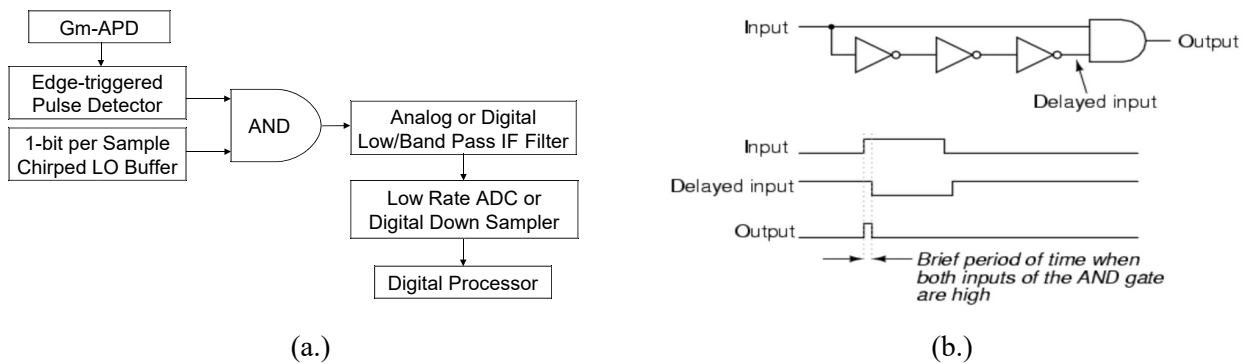 Gm-APD
Edge-triggered
Pulse Detector
1-bit per Sample
Chirped LO Buffer
AND
Analog or Digital
Low/Band Pass IF Filter
Low Rate ADC or
Digital Down Sampler
Digital Processor
(a.)
Input
Output
Delayed input
Input
Delayed input
Output
Brief period of time when
both inputs of the AND gate
are high
(b.)